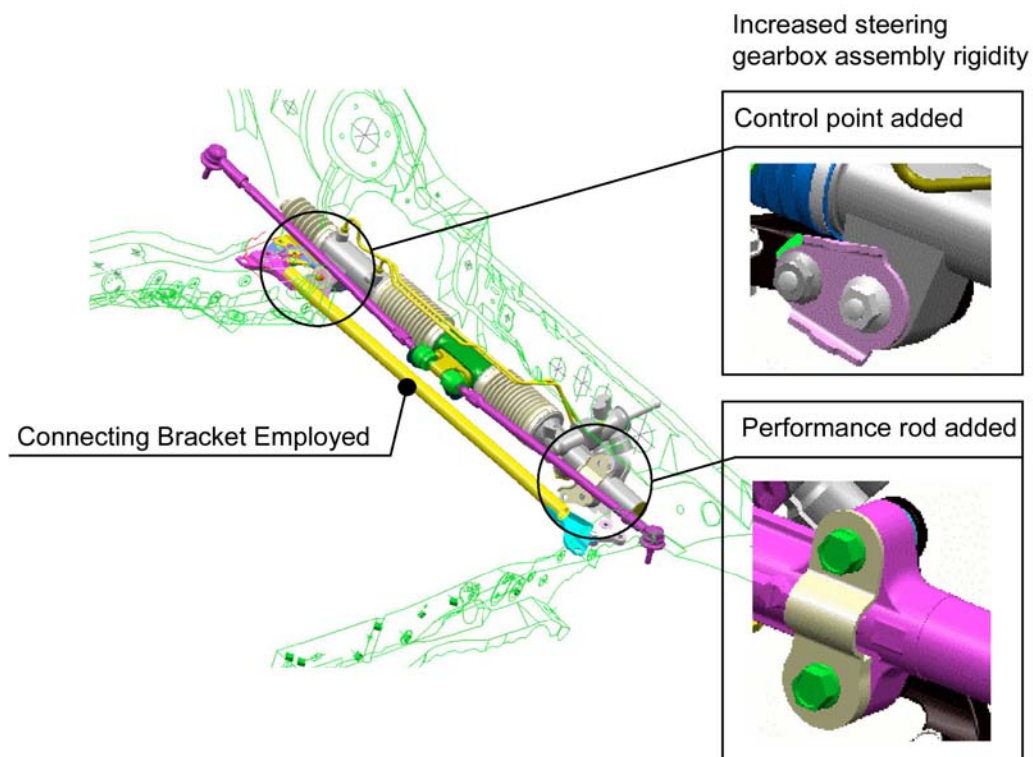 Increased steering
gearbox assembly rigidity
Control point added
Connecting Bracket Employed
Performance rod added